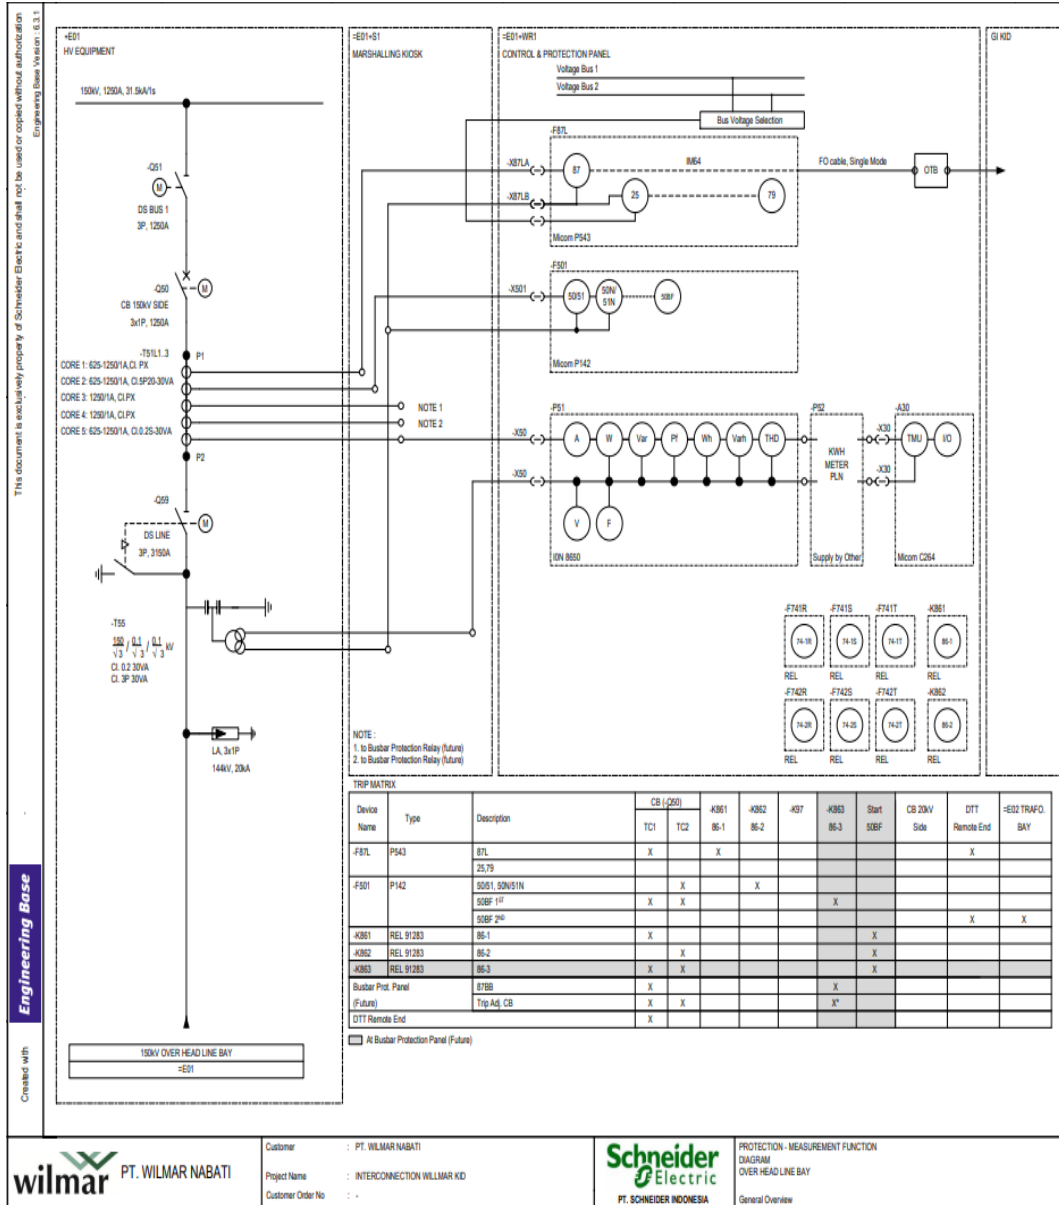 This document is exclusively property of Schneider Electric and shall not be used or copied without authorization
Engineering Base Version : 6.3.1
Engineering Base
Created with
+E01
HV EQUIPMENT
150kV, 1250A, 31.5kA/1s
-Q51
M
DS BUS 1
3P, 1250A
-Q50
M
CB 150kV SIDE
3x1P, 1250A
-T51L1..3
P1
CORE 1: 625-1250/1A,Cl. PX
CORE 2: 625-1250/1A, Cl.5P20-30VA
CORE 3: 1250/1A, Cl.PX
CORE 4: 1250/1A, Cl.PX
CORE 5: 625-1250/1A, Cl.0.2S-30VA
P2
-Q59
M
DS LINE
3P, 3150A
-T55
150/√3 / 0.1/√3 / 0.1/√3 kV
Cl. 0.2 30VA
Cl. 3P 30VA
LA, 3x1P
144kV, 20kA
150kV OVER HEAD LINE BAY
=E01
=E01+S1
MARSHALLING KIOSK
NOTE 1
NOTE 2
NOTE :
1. to Busbar Protection Relay (future)
2. to Busbar Protection Relay (future)
=E01+WR1
CONTROL & PROTECTION PANEL
Voltage Bus 1
Voltage Bus 2
Bus Voltage Selection
-F87L
-X87LA
87
IM64
FO cable, Single Mode
OTB
-X87LB
25
79
Micom P543
-F501
-X501
50/51
50N/
51N
50BF
Micom P142
-P51
-X50
A
W
Var
Pf
Wh
Varh
THD
-X50
V
F
ION 8650
-P52
KWH
METER
PLN
Supply by Other
-A30
-X30
TMU
I/O
-X30
Micom C264
-F741R
-F741S
-F741T
-K861
74-1R
74-1S
74-1T
86-1
REL
REL
REL
REL
-F742R
-F742S
-F742T
-K862
74-2R
74-2S
74-2T
86-2
REL
REL
REL
REL
GI KID
TRIP MATRIX
Device Name Type Description CB (-Q50) TC1 TC2 -K861 86-1 -K862 86-2 -K97 -K863 86-3 Start 50BF CB 20kV Side DTT Remote End =E02 TRAFO. BAY
-F87L P543 87L X X X
25,79
-F501 P142 50/51, 50N/51N X X
50BF 1ST X X X
50BF 2ND X X
-K861 REL 91283 86-1 X X
-K862 REL 91283 86-2 X X
-K863 REL 91283 86-3 X X X
Busbar Prot. Panel 87BB X X
(Future) Trip Adj. CB X X X*
DTT Remote End X
At Busbar Protection Panel (Future)
wilmar PT. WILMAR NABATI
Customer : PT. WILMAR NABATI
Project Name : INTERCONNECTION WILLMAR KID
Customer Order No : -
Schneider
Electric
PT. SCHNEIDER INDONESIA
PROTECTION - MEASUREMENT FUNCTION
DIAGRAM
OVER HEAD LINE BAY
General Overview